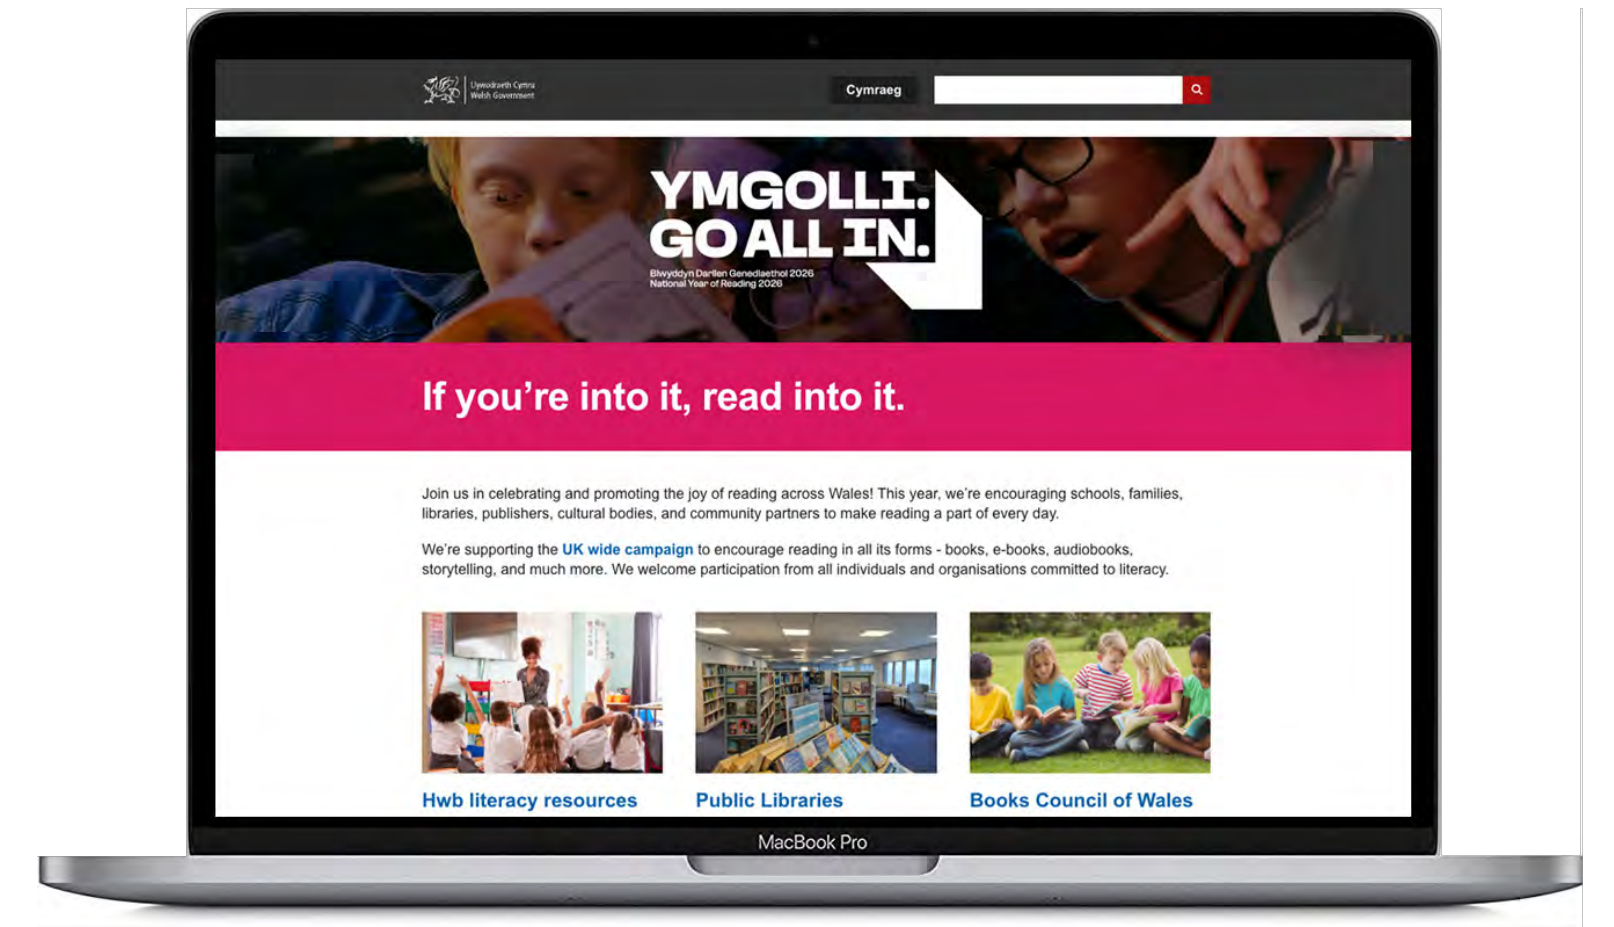 Llywodraeth Cymru
Welsh Government
Cymraeg
YMGOLLI.
GO ALL IN.
Blwyddyn Darllen Genedlaethol 2026
National Year of Reading 2026
If you’re into it, read into it.
Join us in celebrating and promoting the joy of reading across Wales! This year, we’re encouraging schools, families,
libraries, publishers, cultural bodies, and community partners to make reading a part of every day.
We’re supporting the UK wide campaign to encourage reading in all its forms - books, e-books, audiobooks,
storytelling, and much more. We welcome participation from all individuals and organisations committed to literacy.
Hwb literacy resources
Public Libraries
Books Council of Wales
MacBook Pro